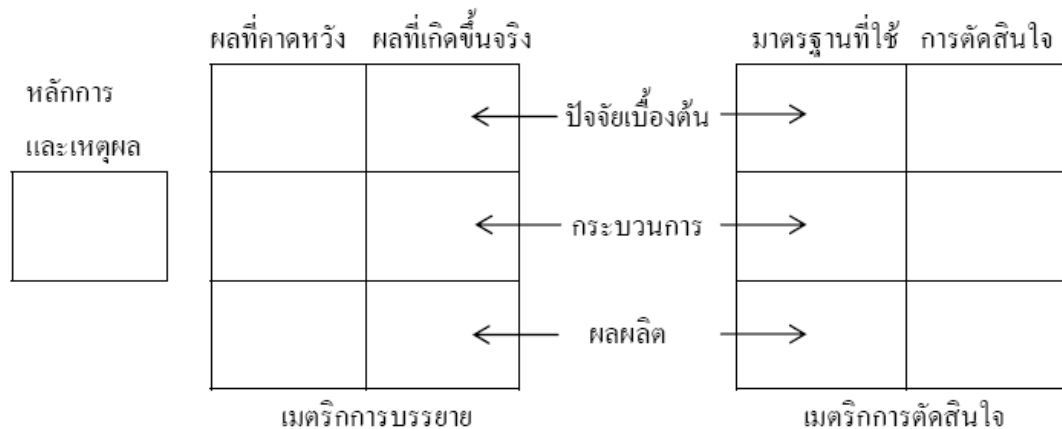 ผลที่คาดหวัง ผลที่เกิดขึ้นจริง มาตรฐานที่ใช้ การตัดสินใจ
หลักการ
และเหตุผล
ปัจจัยเบื้องต้น
กระบวนการ
ผลผลิต
เมตริกการบรรยาย เมตริกการตัดสินใจ